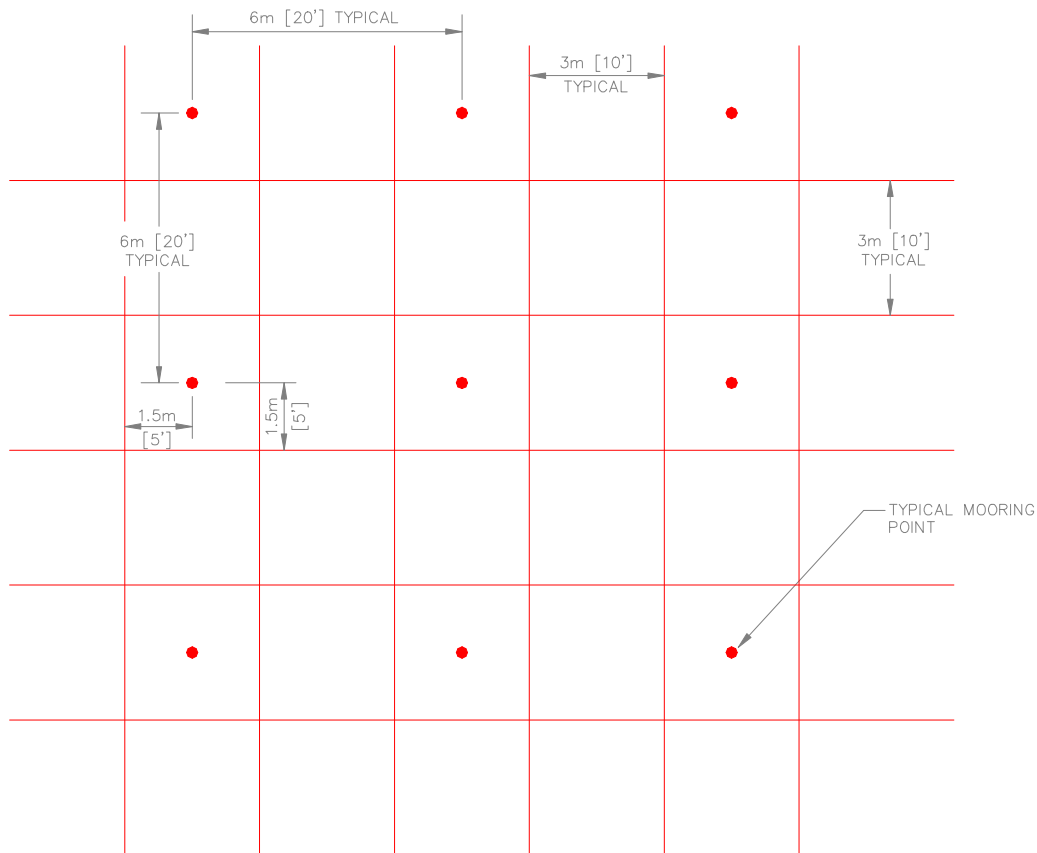 6m [20'] TYPICAL
3m [10']
TYPICAL
6m [20']
TYPICAL
3m [10']
TYPICAL
1.5m
[5']
1.5m
[5']
TYPICAL MOORING
POINT